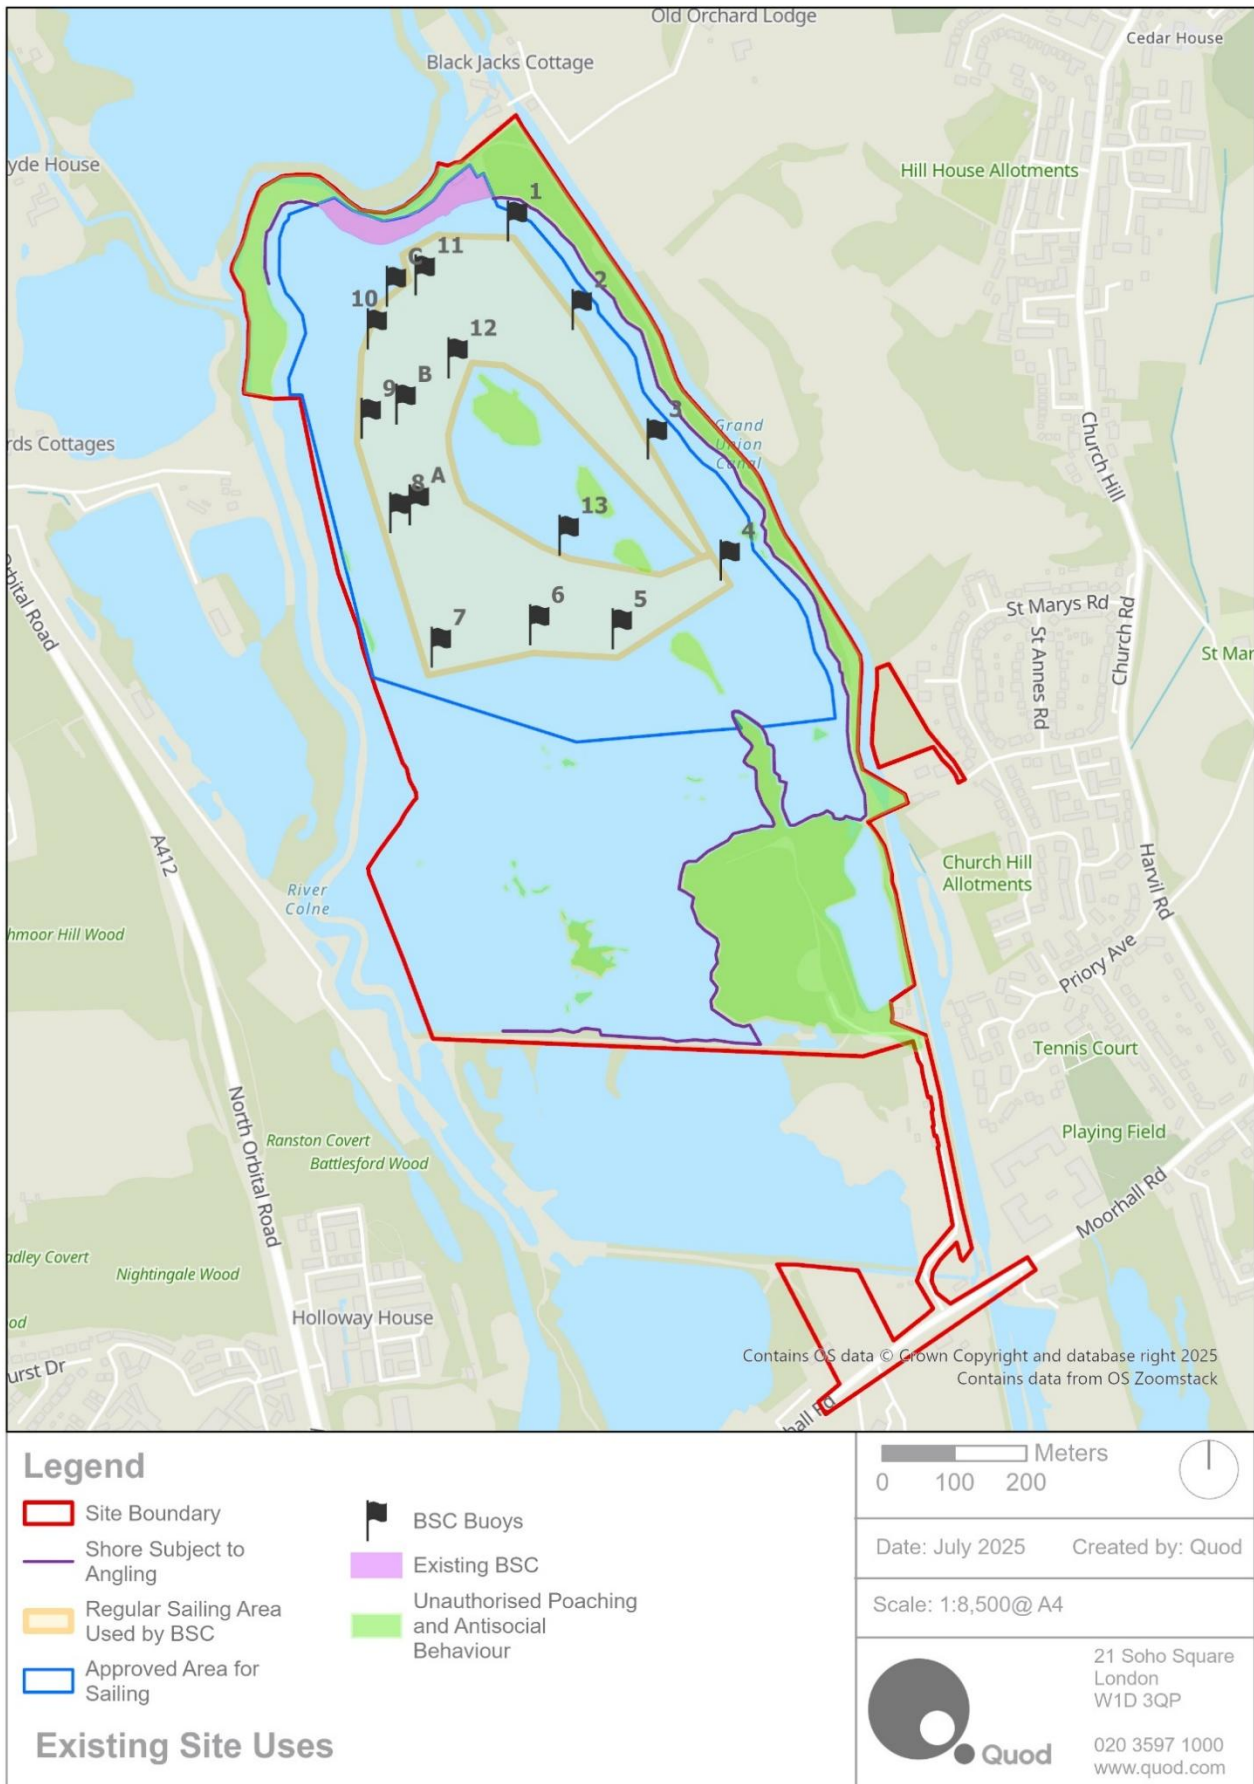 Old Orchard Lodge
Cedar House
Black Jacks Cottage
yde House
Hill House Allotments
1
C
11
2
10
12
9
B
3
Grand
Union
Canal
rds Cottages
Church Hill
8
A
13
4
Orbital Road
6
5
7
St Marys Rd
St Annes Rd
Church Rd
St Mar
A412
River
Colne
Church Hill
Allotments
Harvil Rd
hmoor Hill Wood
Priory Ave
Tennis Court
North Orbital Road
Ranston Covert
Battlesford Wood
Playing Field
Moorhall Rd
adley Covert
Nightingale Wood
Holloway House
od
urst Dr
hall Rd
Contains OS data © Crown Copyright and database right 2025
Contains data from OS Zoomstack
Legend
Site Boundary
Shore Subject to
Angling
Regular Sailing Area
Used by BSC
Approved Area for
Sailing
BSC Buoys
Existing BSC
Unauthorised Poaching
and Antisocial
Behaviour
Existing Site Uses
Meters
0 100 200
Date: July 2025 Created by: Quod
Scale: 1:8,500@ A4
Quod
21 Soho Square
London
W1D 3QP
020 3597 1000
www.quod.com